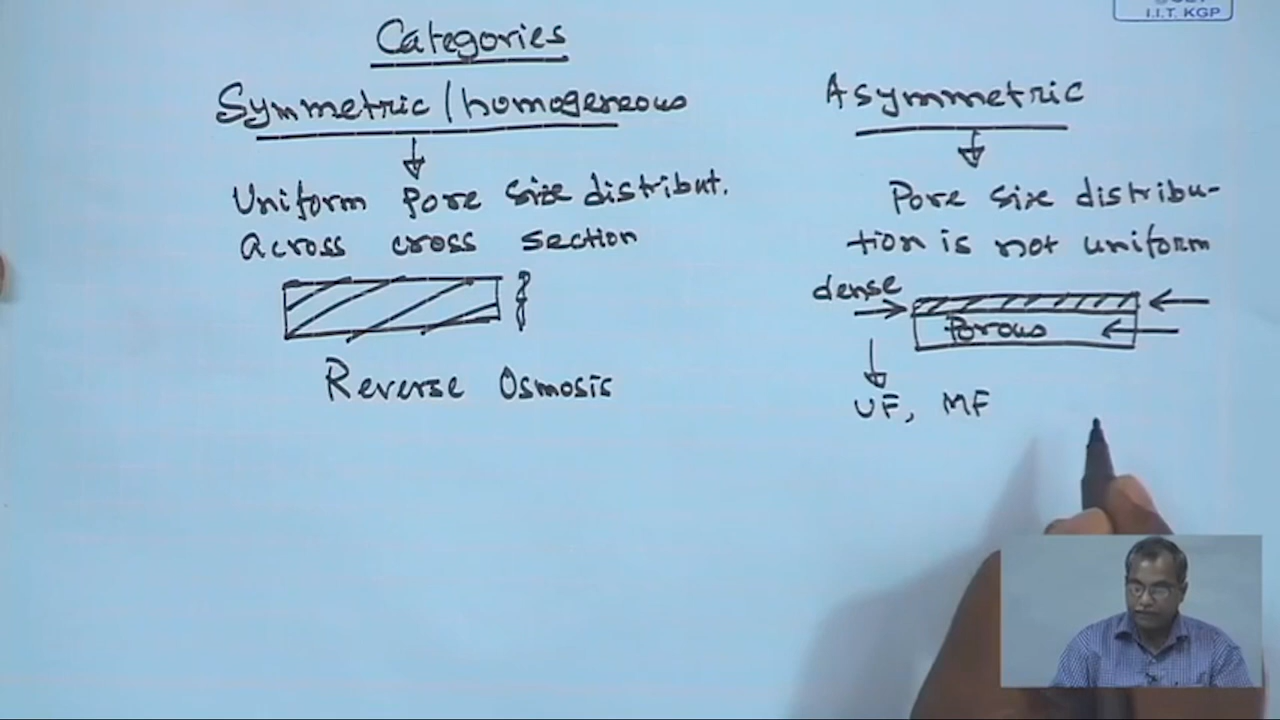 I.I.T. KGP
Categories
Symmetric/homogeneous
Uniform Pore size distribut.
Across cross section
Reverse Osmosis
Asymmetric
Pore size distribu-
tion is not uniform
dense
Porous
UF, MF